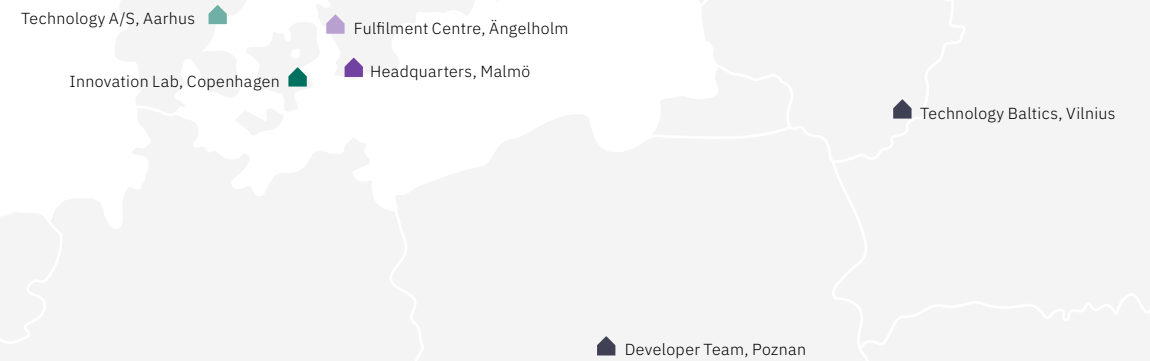 Technology A/S, Aarhus
Fulfilment Centre, Ängelholm
Headquarters, Malmö
Innovation Lab, Copenhagen
Technology Baltics, Vilnius
Developer Team, Poznan